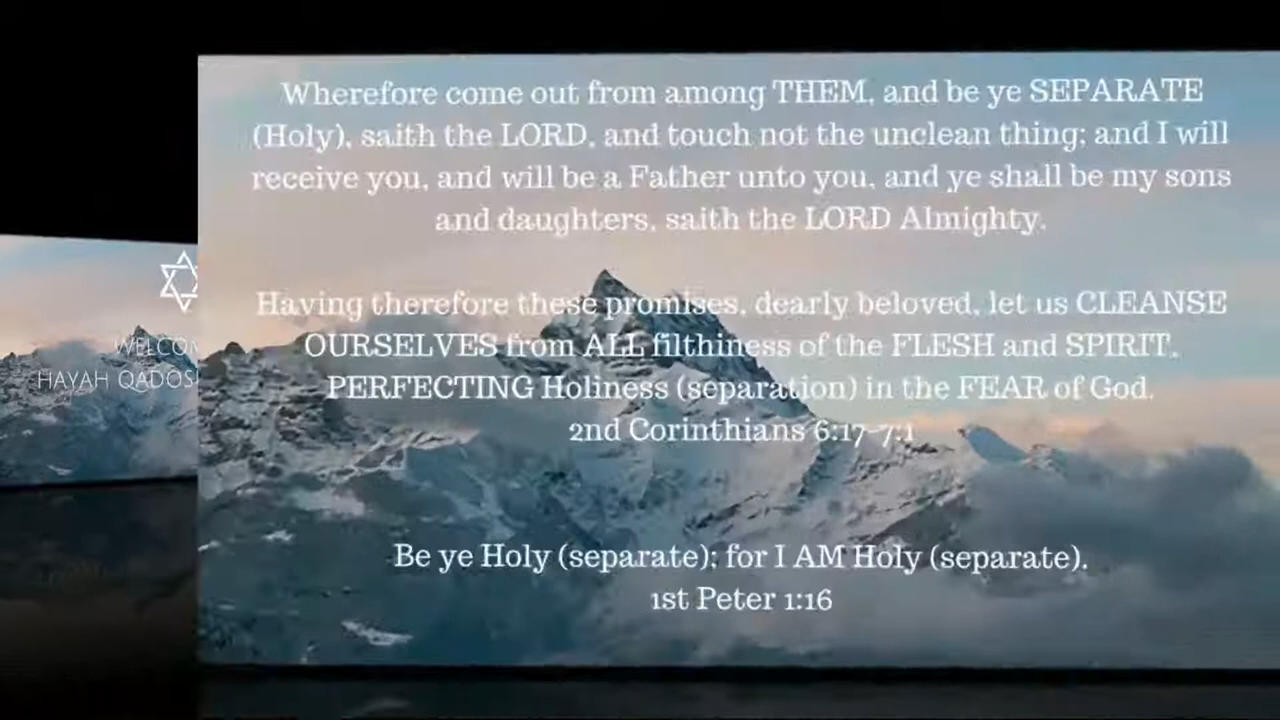 Wherefore come out from among THEM, and be ye SEPARATE
(Holy), saith the LORD, and touch not the unclean thing; and I will
receive you, and will be a Father unto you, and ye shall be my sons
and daughters, saith the LORD Almighty.
Having therefore these promises, dearly beloved, let us CLEANSE
OURSELVES from ALL filthiness of the FLESH and SPIRIT,
PERFECTING Holiness (separation) in the FEAR of God.
2nd Corinthians 6:17-7:1
Be ye Holy (separate); for I AM Holy (separate).
1st Peter 1:16
HAYAH